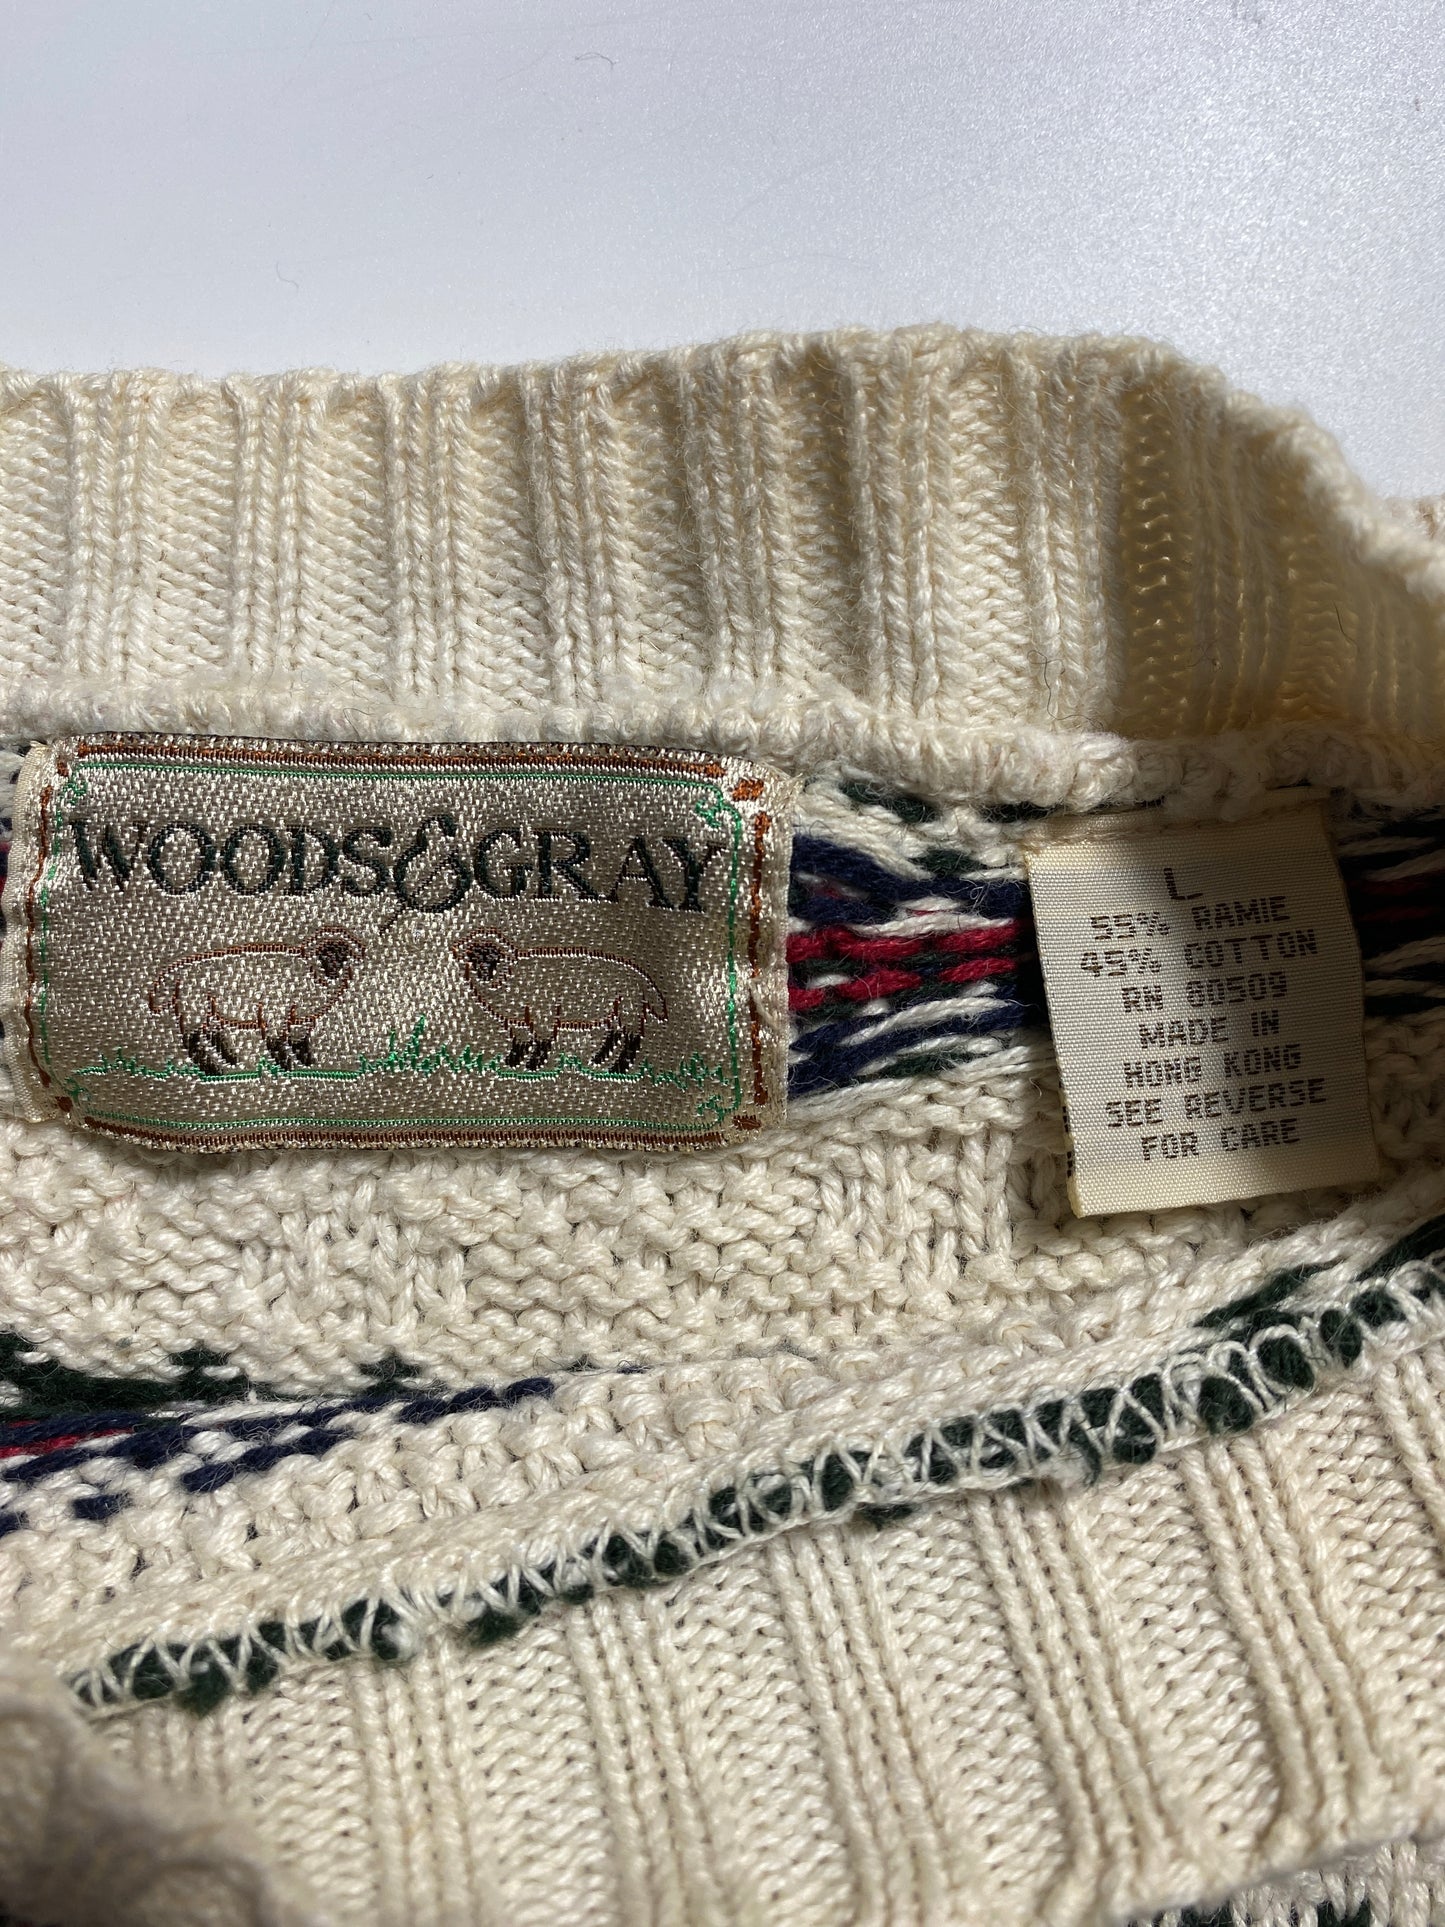 WOODS&GRAY
L
55% RAMIE
45% COTTON
RN 80509
MADE IN
HONG KONG
SEE REVERSE
FOR CARE